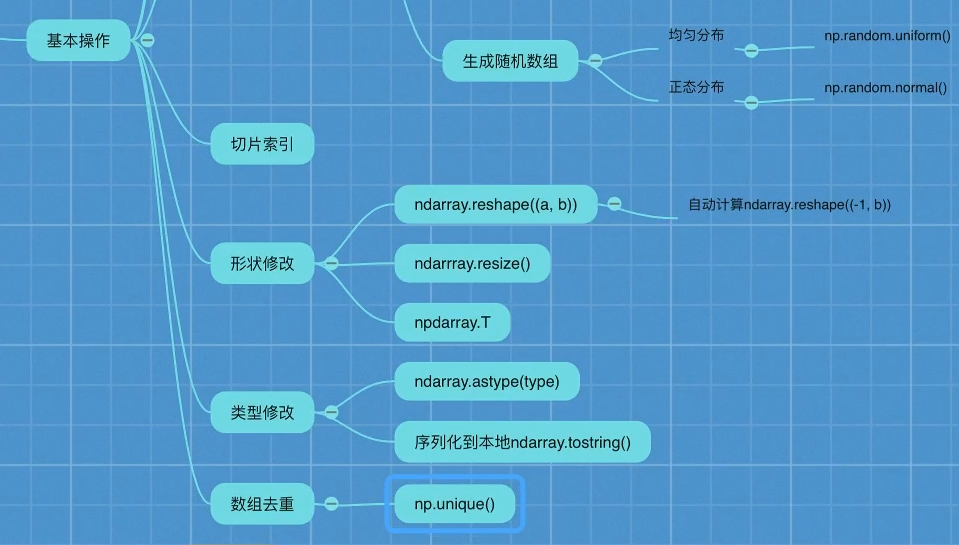 基本操作
生成随机数组
均匀分布
np.random.uniform()
正态分布
np.random.normal()
切片索引
形状修改
ndarray.reshape((a, b))
自动计算ndarray.reshape((-1, b))
ndarrray.resize()
npdarray.T
类型修改
ndarray.astype(type)
序列化到本地ndarray.tostring()
数组去重
np.unique()